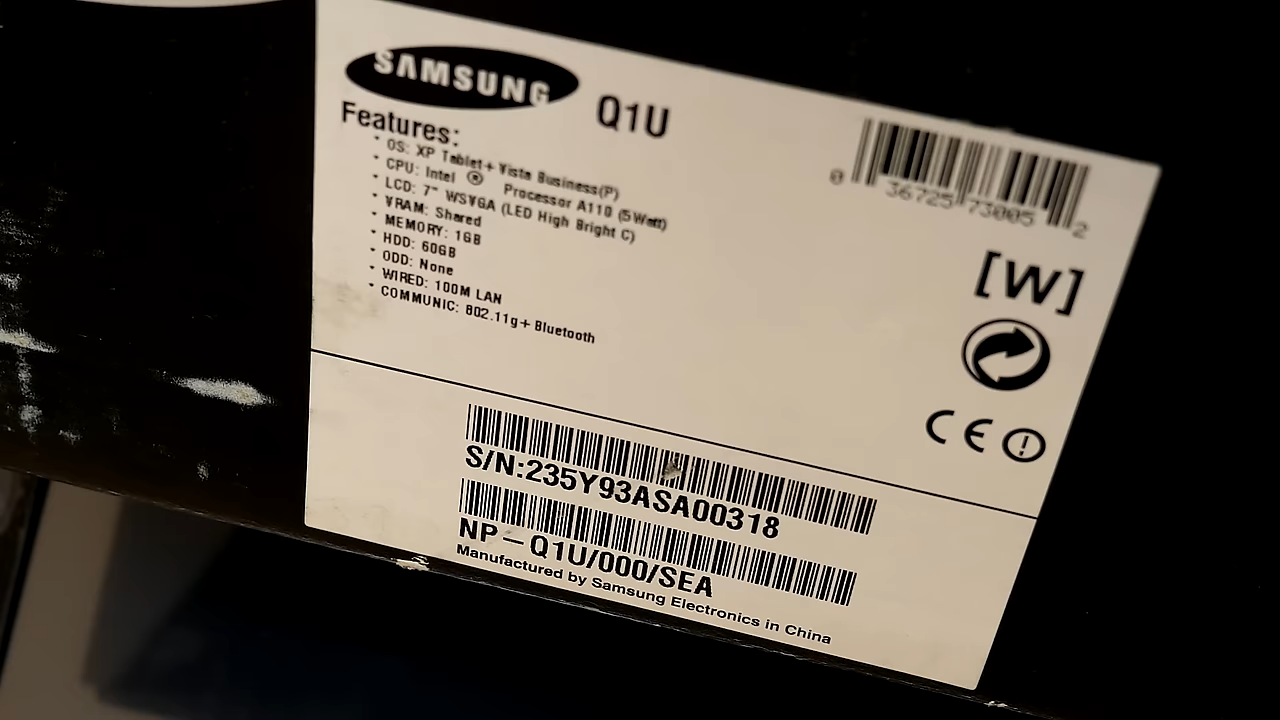 SAMSUNG Q1U
Features:
• OS: XP Tablet+ Vista Business(P)
• CPU: Intel ® Processor A110 (5Watt)
• LCD: 7" WSVGA (LED High Bright C)
• VRAM: Shared
• MEMORY: 1GB
• HDD: 60GB
• ODD: None
• WIRED: 100M LAN
• COMMUNIC: 802.11g+ Bluetooth
0 36725 73005 2
[W]
CE
S/N:235Y93ASA00318
NP-Q1U/000/SEA
Manufactured by Samsung Electronics in China